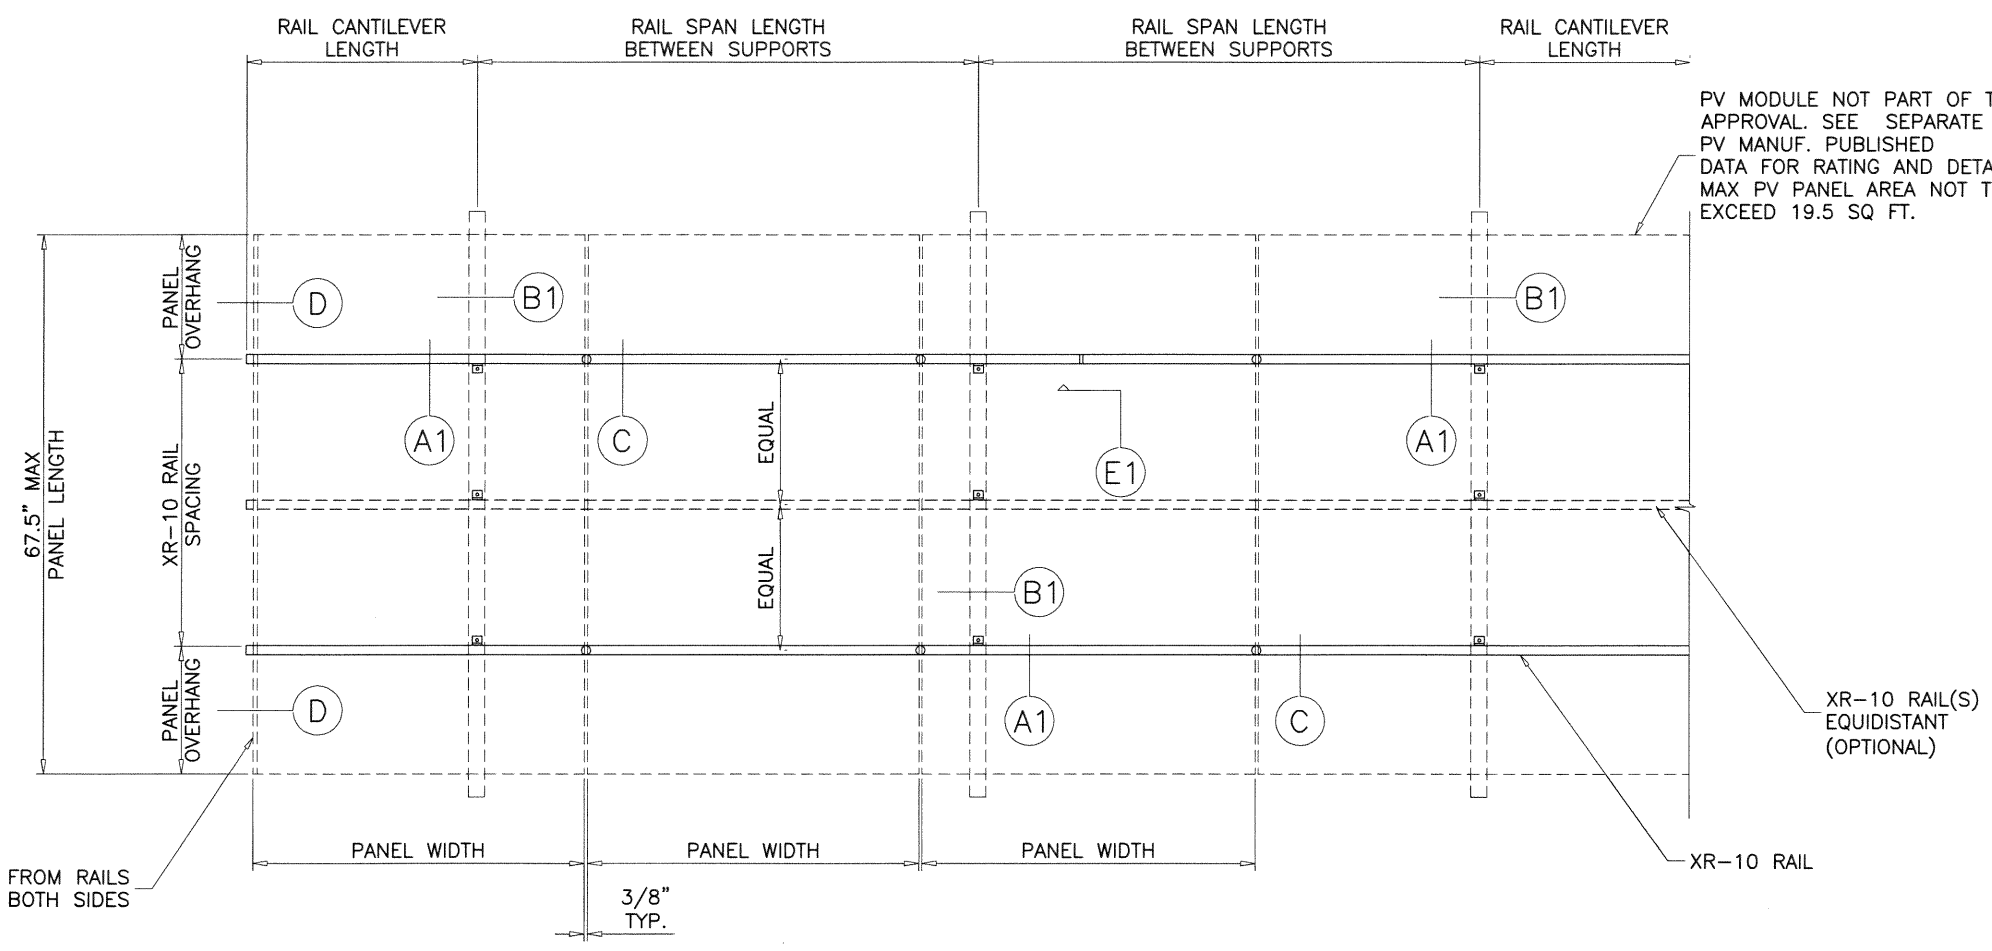 RAIL CANTILEVER
LENGTH
RAIL SPAN LENGTH
BETWEEN SUPPORTS
RAIL SPAN LENGTH
BETWEEN SUPPORTS
RAIL CANTILEVER
LENGTH
PV MODULE NOT PART OF T
APPROVAL. SEE SEPARATE
PV MANUF. PUBLISHED
DATA FOR RATING AND DETA
MAX PV PANEL AREA NOT T
EXCEED 19.5 SQ FT.
PANEL
OVERHANG
D
B1
B1
67.5" MAX
PANEL LENGTH
XR-10 RAIL
SPACING
A1
C
EQUAL
E1
A1
EQUAL
B1
PANEL
OVERHANG
D
A1
C
XR-10 RAIL(S)
EQUIDISTANT
(OPTIONAL)
PANEL WIDTH
PANEL WIDTH
PANEL WIDTH
XR-10 RAIL
FROM RAILS
BOTH SIDES
3/8"
TYP.